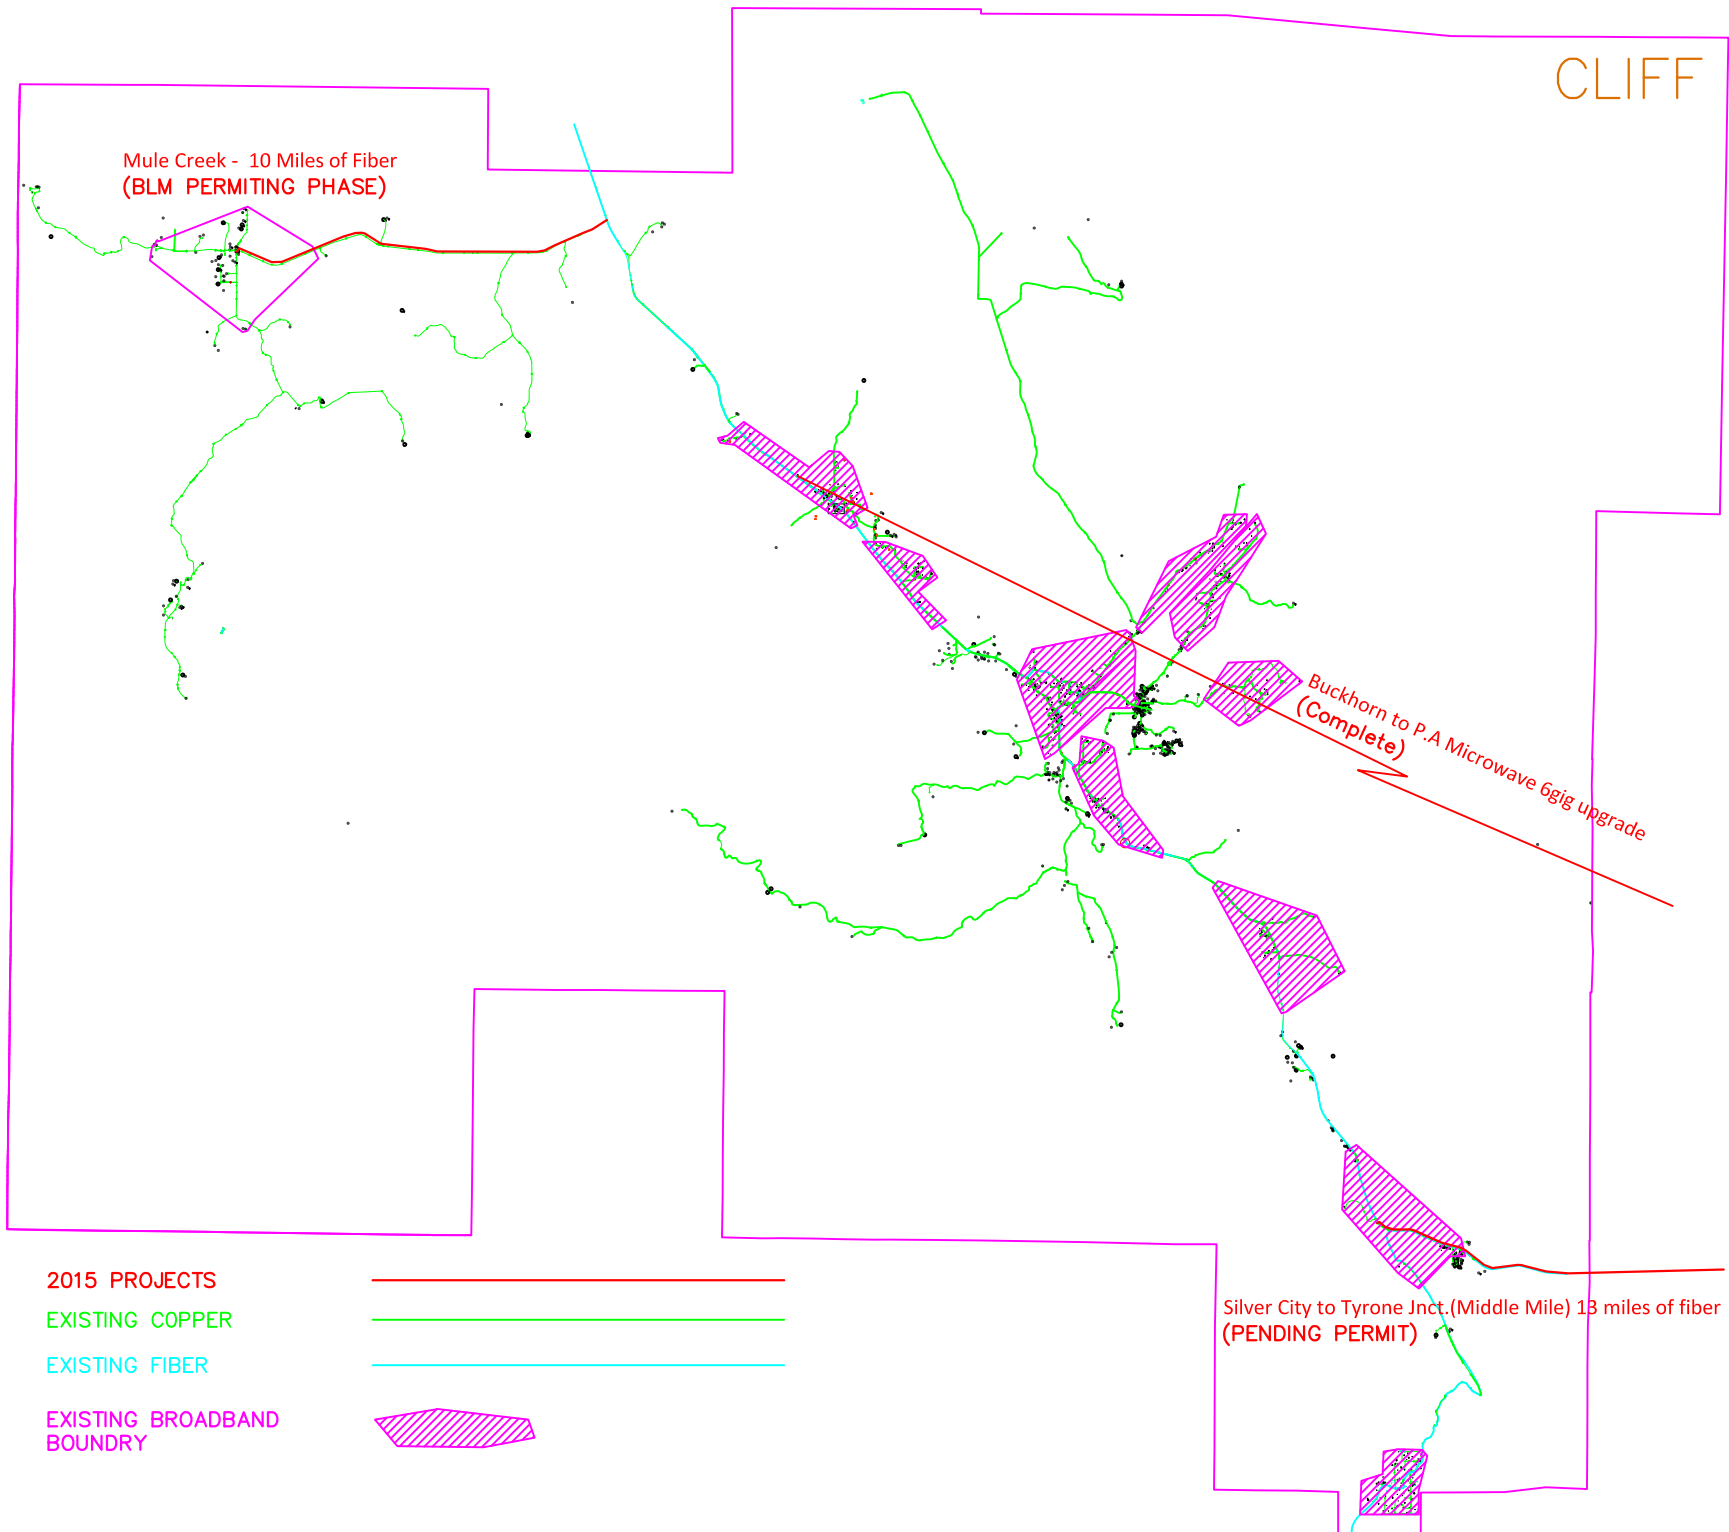 CLIFF
Mule Creek - 10 Miles of Fiber
(BLM PERMITING PHASE)
Buckhorn to P.A Microwave 6gig upgrade
(Complete)
2015 PROJECTS
EXISTING COPPER
EXISTING FIBER
EXISTING BROADBAND
BOUNDRY
Silver City to Tyrone Jnct.(Middle Mile) 13 miles of fiber
(PENDING PERMIT)